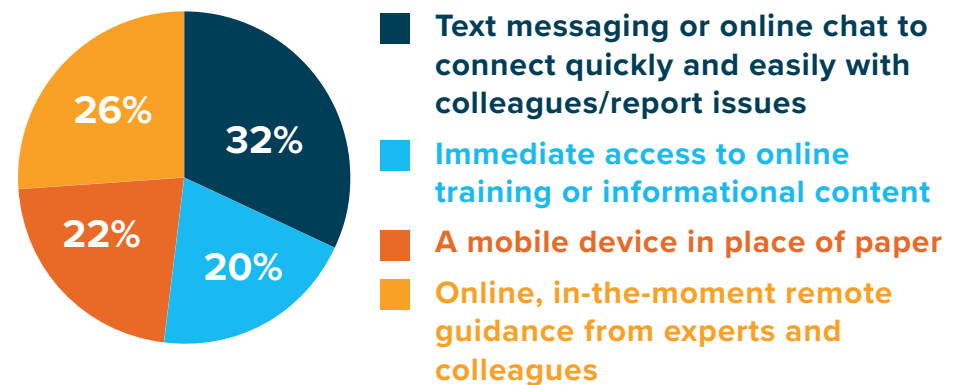 26%
32%
22%
20%
Text messaging or online chat to
connect quickly and easily with
colleagues/report issues
Immediate access to online
training or informational content
A mobile device in place of paper
Online, in-the-moment remote
guidance from experts and
colleagues